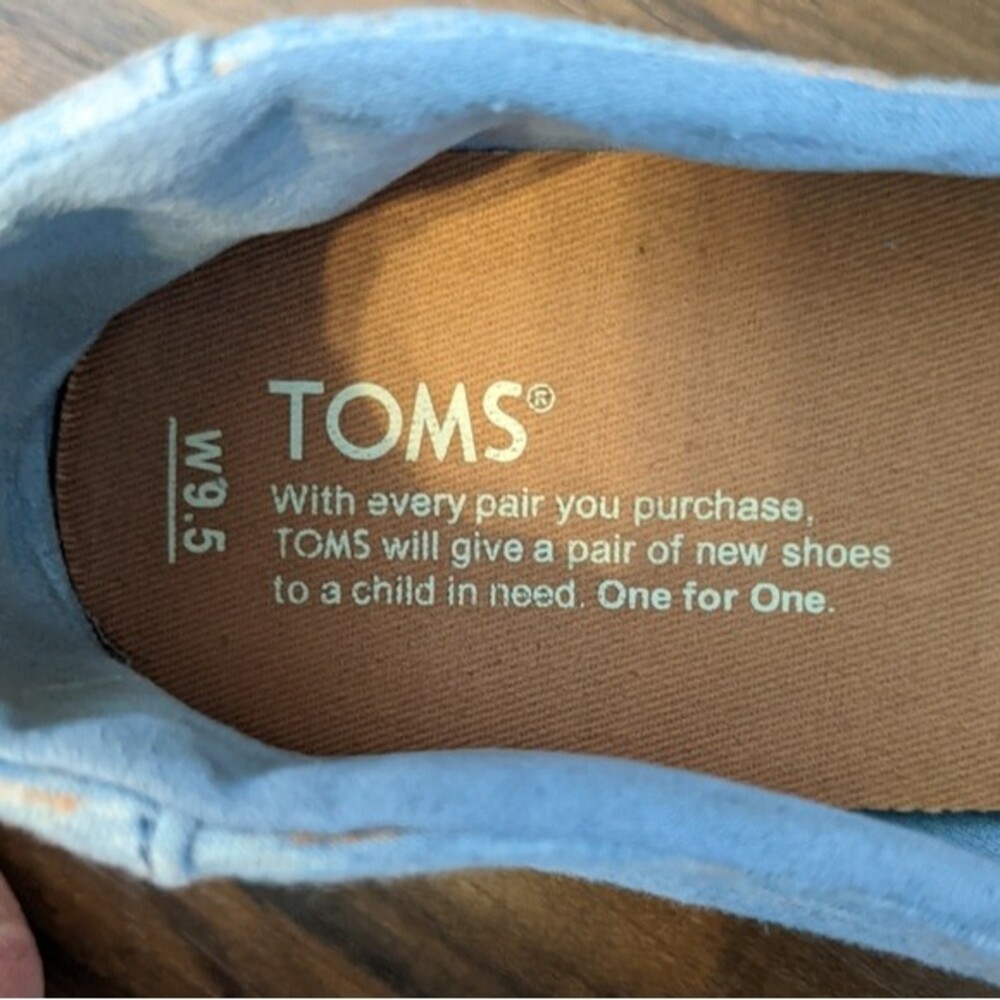 TOMS®
With every pair you purchase,
TOMS will give a pair of new shoes
to a child in need. One for One.
W9.5